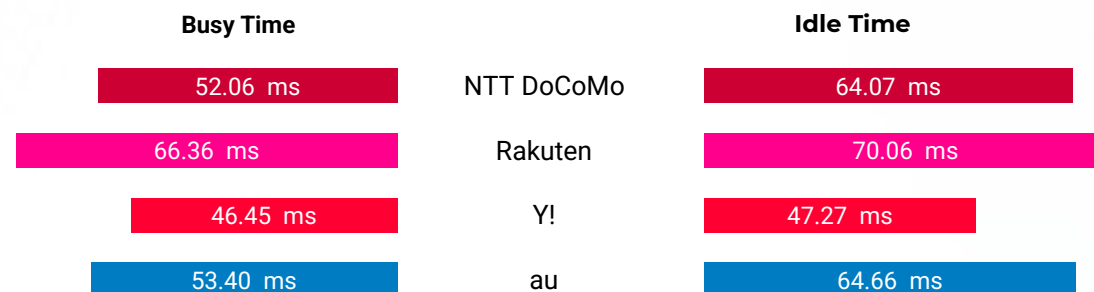 Busy Time Idle Time
52.06 ms NTT DoCoMo 64.07 ms
66.36 ms Rakuten 70.06 ms
46.45 ms Y! 47.27 ms
53.40 ms au 64.66 ms